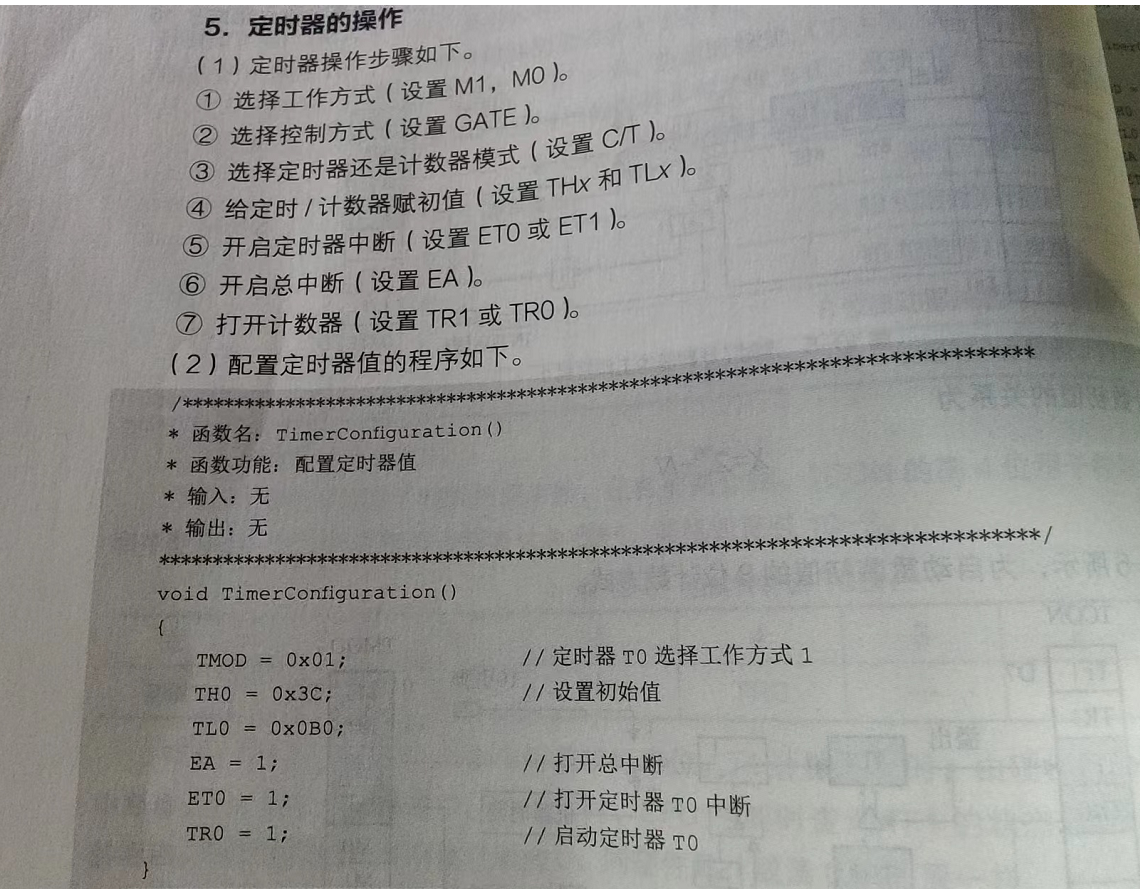 5. 定时器的操作
(1)定时器操作步骤如下。
① 选择工作方式(设置 M1,M0)。
② 选择控制方式(设置 GATE)。
③ 选择定时器还是计数器模式(设置 C/T)。
④ 给定时/计数器赋初值(设置 THx 和 TLx)。
⑤ 开启定时器中断(设置 ET0 或 ET1)。
⑥ 开启总中断(设置 EA)。
⑦ 打开计数器(设置 TR1 或 TR0)。
(2)配置定时器值的程序如下。
/*******************************************************************************
* 函数名:TimerConfiguration()
* 函数功能:配置定时器值
* 输入:无
* 输出:无
*******************************************************************************/
void TimerConfiguration()
{
TMOD = 0x01; // 定时器 T0 选择工作方式 1
TH0 = 0x3C; // 设置初始值
TL0 = 0x0B0;
EA = 1; // 打开总中断
ET0 = 1; // 打开定时器 T0 中断
TR0 = 1; // 启动定时器 T0
}